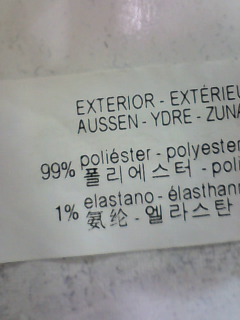 EXTERIOR - EXTÉRIEU
AUSSEN - YDRE - ZUNA
99% poliéster - polyester
폴리에스터 - poli
1% elastano - élasthann
氨纶 - 엘라스탄